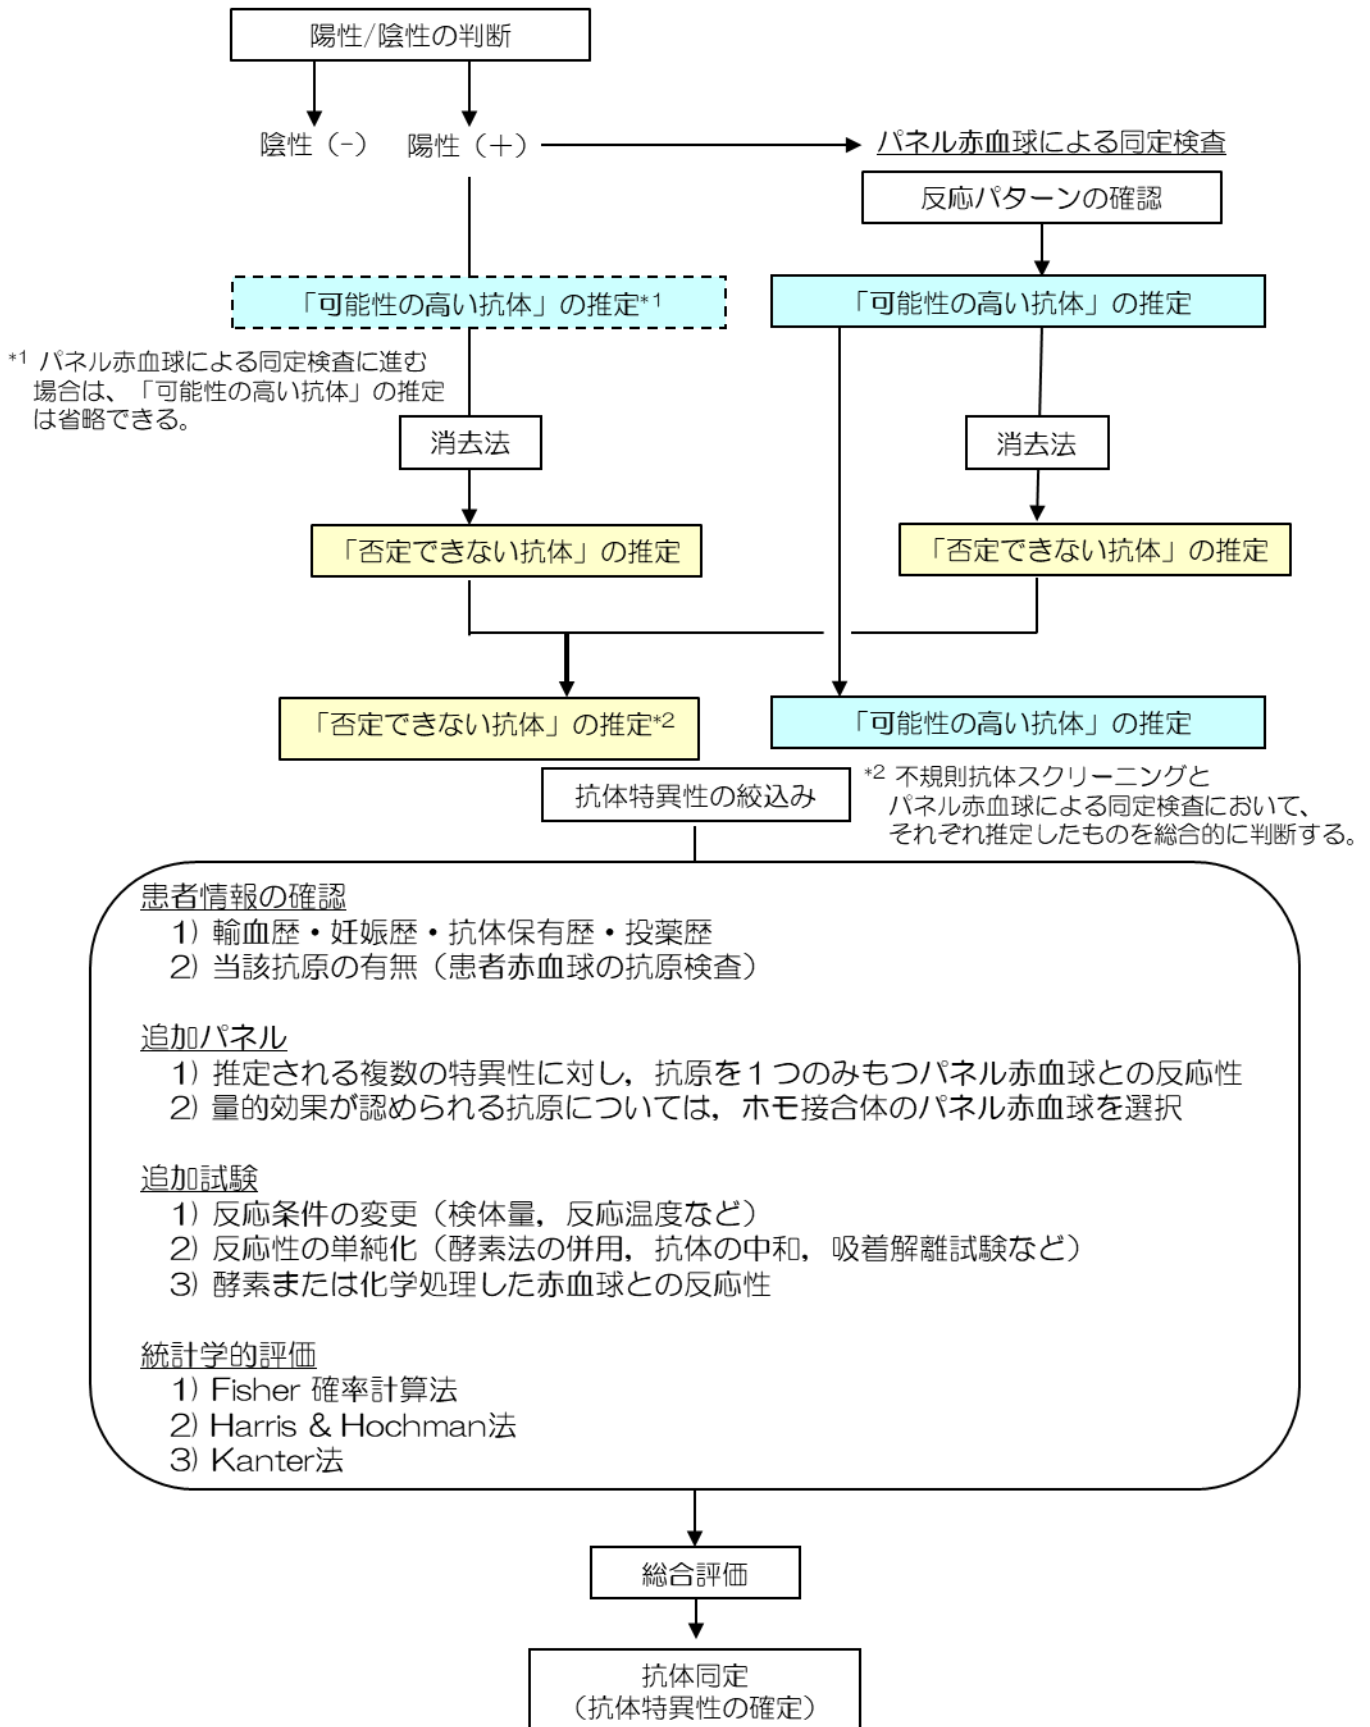 陽性/陰性の判断
陰性（-）
陽性（＋）
パネル赤血球による同定検査
反応パターンの確認
「可能性の高い抗体」の推定*1
「可能性の高い抗体」の推定
*1 パネル赤血球による同定検査に進む
場合は、「可能性の高い抗体」の推定
は省略できる。
消去法
消去法
「否定できない抗体」の推定
「否定できない抗体」の推定
「否定できない抗体」の推定*2
「可能性の高い抗体」の推定
抗体特異性の絞込み
*2 不規則抗体スクリーニングと
パネル赤血球による同定検査において、
それぞれ推定したものを総合的に判断する。
患者情報の確認
1) 輸血歴・妊娠歴・抗体保有歴・投薬歴
2) 当該抗原の有無（患者赤血球の抗原検査）
追加パネル
1) 推定される複数の特異性に対し，抗原を１つのみもつパネル赤血球との反応性
2) 量的効果が認められる抗原については，ホモ接合体のパネル赤血球を選択
追加試験
1) 反応条件の変更（検体量，反応温度など）
2) 反応性の単純化（酵素法の併用，抗体の中和，吸着解離試験など）
3) 酵素または化学処理した赤血球との反応性
統計学的評価
1) Fisher 確率計算法
2) Harris & Hochman法
3) Kanter法
総合評価
抗体同定
（抗体特異性の確定）